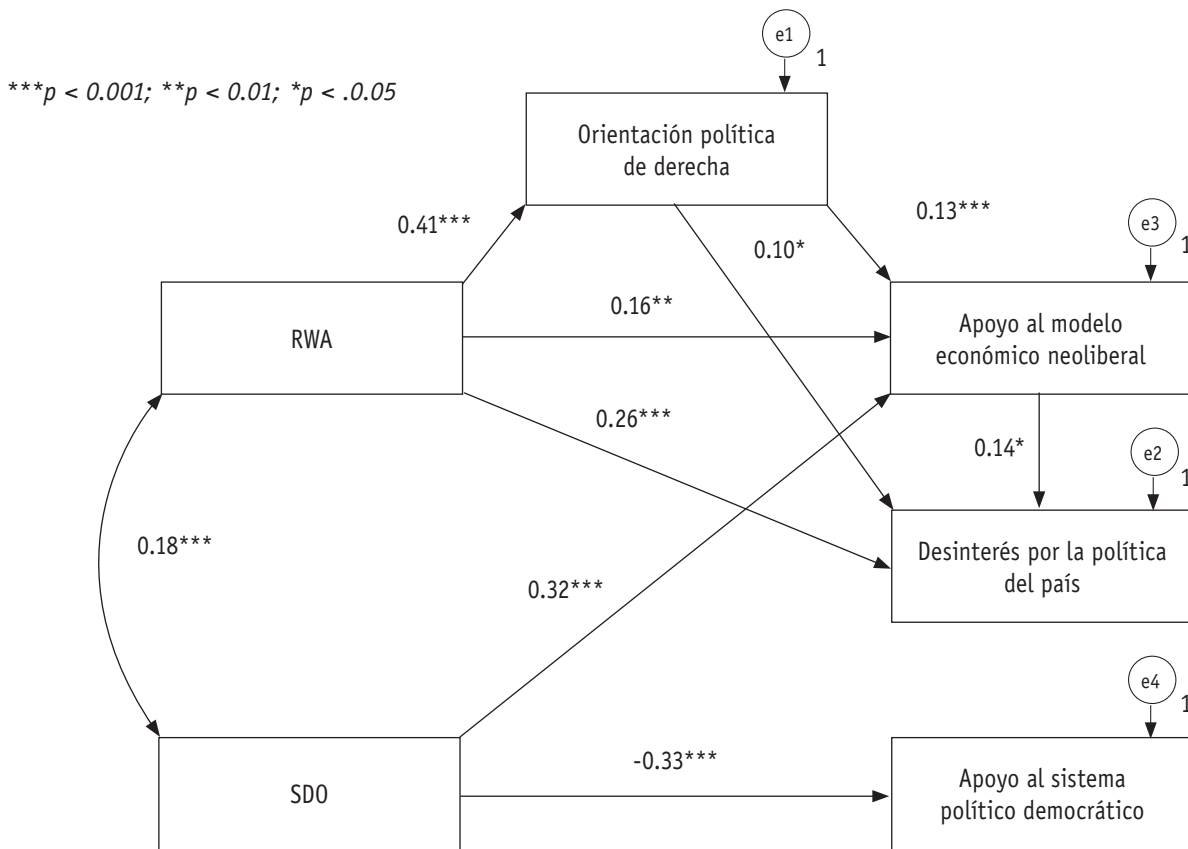 e1
1
***p < 0.001; **p < 0.01; *p < .0.05
Orientación política
de derecha
0.41***
0.13***
0.10*
e3
1
0.16**
RWA
Apoyo al modelo
económico neoliberal
0.26***
0.14*
e2
1
0.18***
Desinterés por la política
del país
0.32***
e4
1
-0.33***
SDO
Apoyo al sistema
político democrático